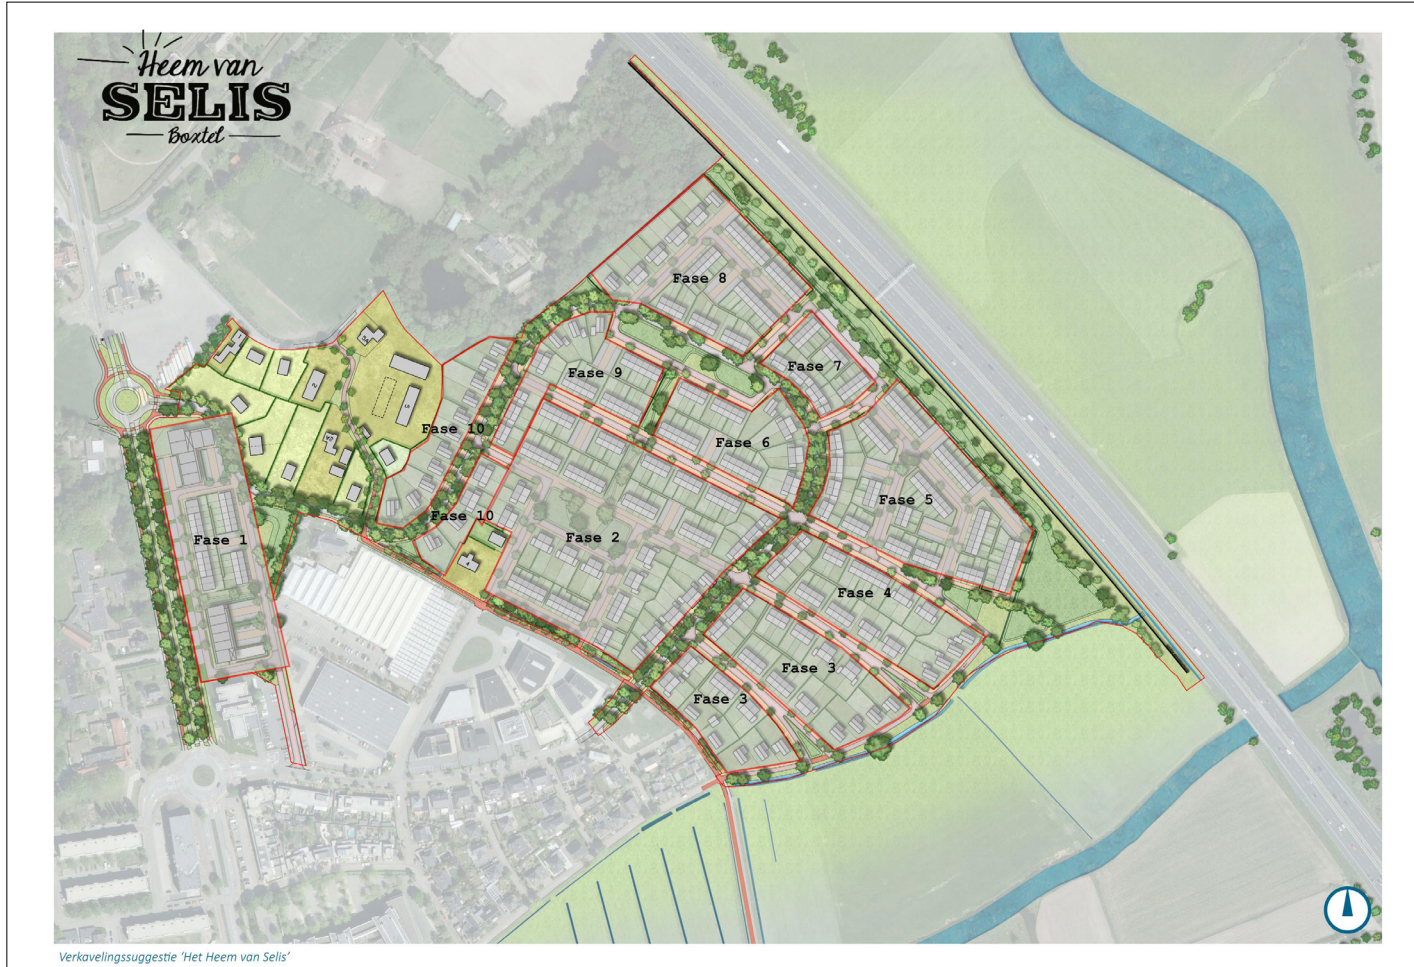 Heem van
SELIS
Boxtel
Fase 8
Fase 7
Fase 9
Fase 10
Fase 6
Fase 5
Fase 10
Fase 2
Fase 1
Fase 4
Fase 3
Fase 3
Verkavelingssuggestie ‘Het Heem van Selis’